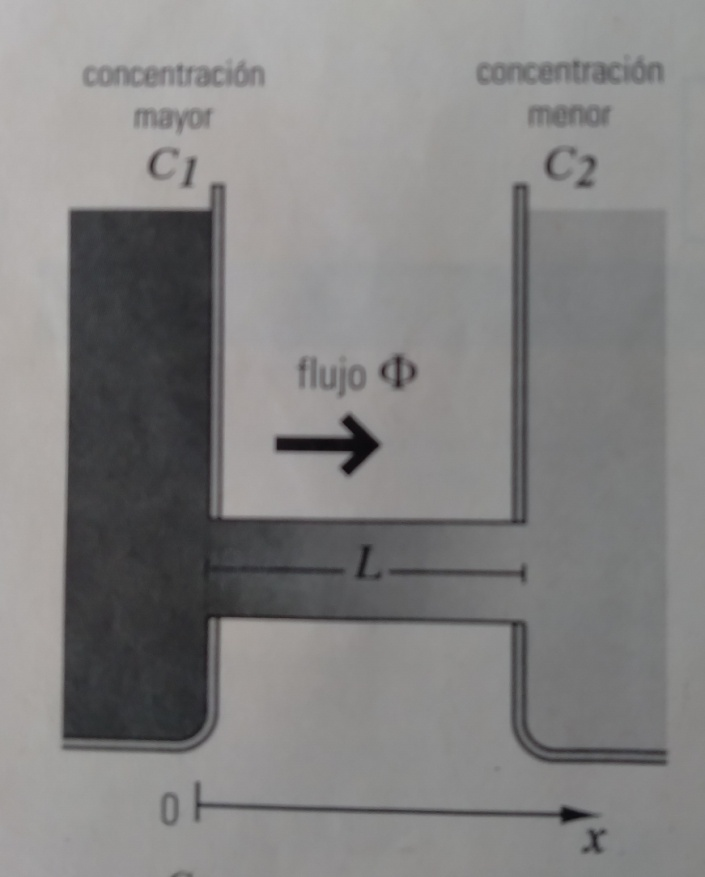 concentración
mayor
C1
concentración
menor
C2
flujo Φ
L
0
x